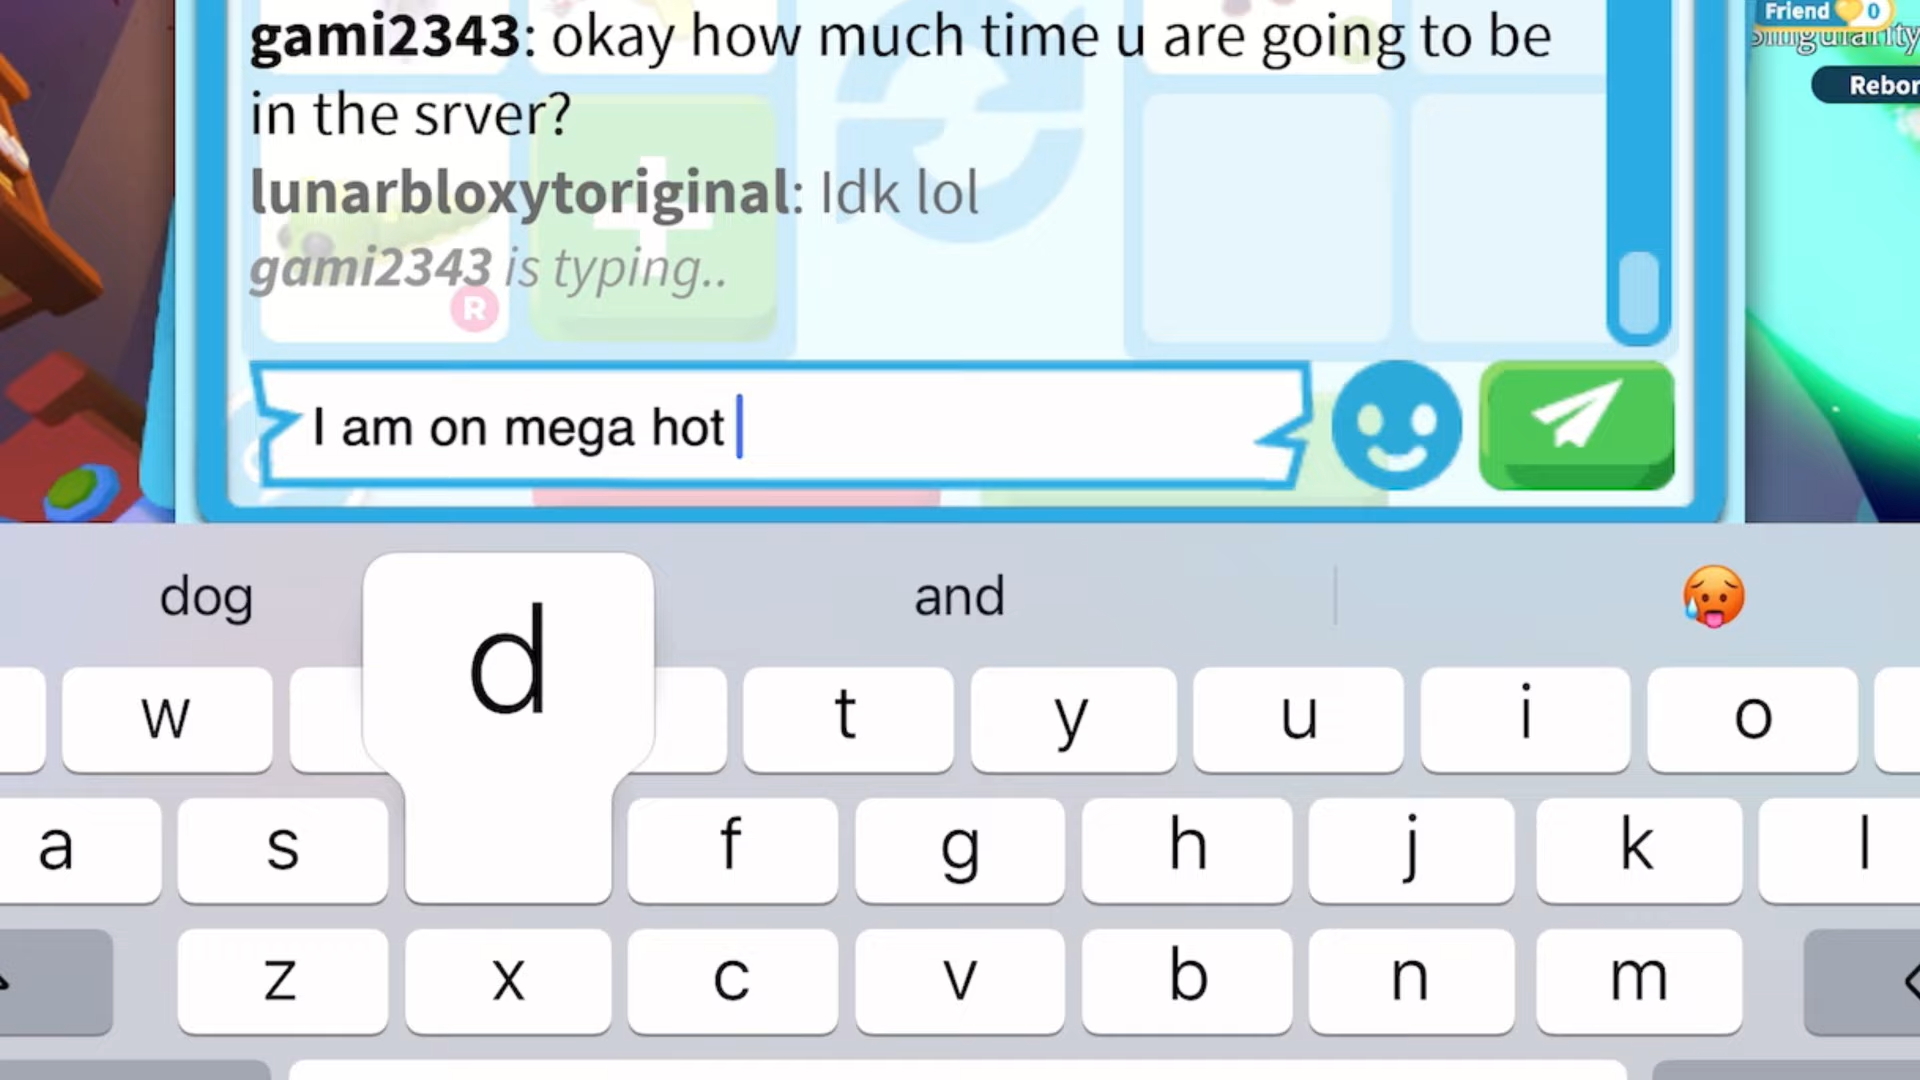 gami2343: okay how much time u are going to be
in the srver?
lunarbloxytoriginal: Idk lol
gami2343 is typing..
R
I am on mega hot
Friend 0
Singularity
dog and 🥵
d
w t y u i o
a s f g h j k l
z x c v b n m